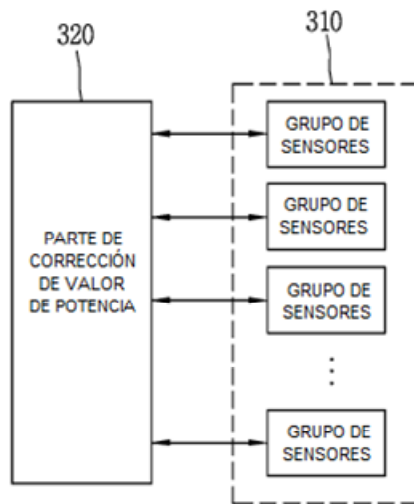 320
310
PARTE DE
CORRECCIÓN
DE VALOR
DE POTENCIA
GRUPO DE
SENSORES
GRUPO DE
SENSORES
GRUPO DE
SENSORES
⋮
GRUPO DE
SENSORES